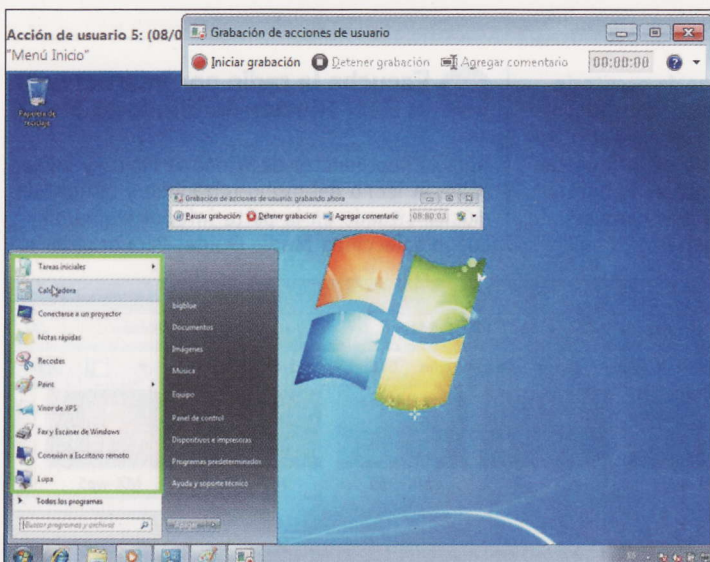 Acción de usuario 5: (08/0
"Menú Inicio"
Grabación de acciones de usuario
Iniciar grabación Detener grabación Agregar comentario 00:00:00
Papelera de reciclaje
Grabación de acciones de usuario grabando ahora
Pausar grabación Detener grabación Agregar comentario 00:00:03
Tareas iniciales
Calculadora
Conectarse a un proyector
Notas rápidas
Recortes
Paint
Visor de XPS
Fax y Escáner de Windows
Conexión a Escritorio remoto
Lupa
Todos los programas
Buscar programas y archivos
bigblue
Documentos
Imágenes
Música
Equipo
Panel de control
Dispositivos e impresoras
Programas predeterminados
Ayuda y soporte técnico
ES